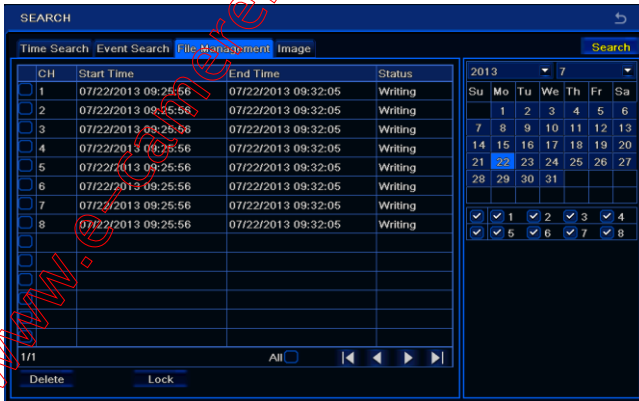 SEARCH
Time Search Event Search File Management Image
Search
CH Start Time End Time Status
1 07/22/2013 09:25:56 07/22/2013 09:32:05 Writing
2 07/22/2013 09:25:56 07/22/2013 09:32:05 Writing
3 07/22/2013 09:25:56 07/22/2013 09:32:05 Writing
4 07/22/2013 09:25:56 07/22/2013 09:32:05 Writing
5 07/22/2013 09:25:56 07/22/2013 09:32:05 Writing
6 07/22/2013 09:25:56 07/22/2013 09:32:05 Writing
7 07/22/2013 09:25:56 07/22/2013 09:32:05 Writing
8 07/22/2013 09:25:56 07/22/2013 09:32:05 Writing
1/1 All
Delete Lock
2013 7
Su Mo Tu We Th Fr Sa
1 2 3 4 5 6
7 8 9 10 11 12 13
14 15 16 17 18 19 20
21 22 23 24 25 26 27
28 29 30 31
1 2 3 4
5 6 7 8